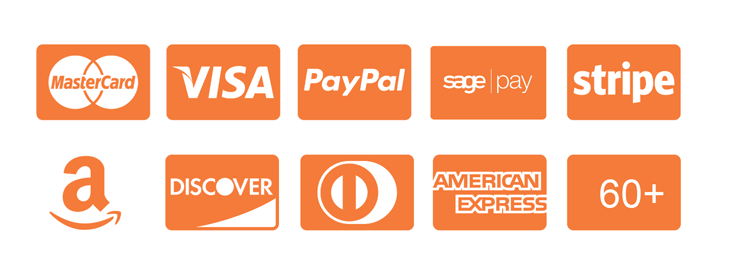 MasterCard
VISA
PayPal
sage | pay
stripe
a
DISCOVER
AMERICAN
EXPRESS
60+